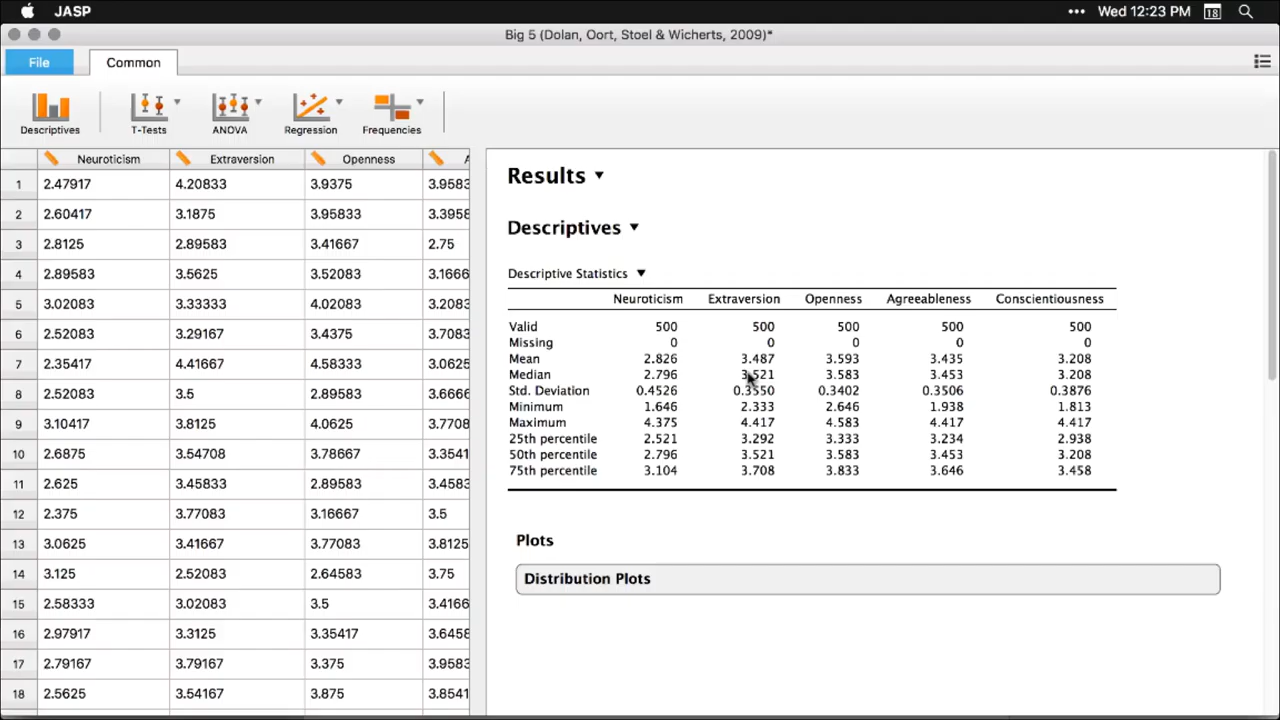 JASP ••• Wed 12:23 PM 18
Big 5 (Dolan, Oort, Stoel & Wicherts, 2009)*
File Common
Descriptives T-Tests ANOVA Regression Frequencies
Neuroticism Extraversion Openness A
1 2.47917 4.20833 3.9375 3.9583
2 2.60417 3.1875 3.95833 3.3958
3 2.8125 2.89583 3.41667 2.75
4 2.89583 3.5625 3.52083 3.1666
5 3.02083 3.33333 4.02083 3.2083
6 2.52083 3.29167 3.4375 3.7083
7 2.35417 4.41667 4.58333 3.0625
8 2.52083 3.5 2.89583 3.6666
9 3.10417 3.8125 4.0625 3.7708
10 2.6875 3.54708 3.78667 3.3541
11 2.625 3.45833 2.89583 3.4583
12 2.375 3.77083 3.16667 3.5
13 3.0625 3.41667 3.77083 3.8125
14 3.125 2.52083 2.64583 3.75
15 2.58333 3.02083 3.5 3.4166
16 2.97917 3.3125 3.35417 3.6458
17 2.79167 3.79167 3.375 3.9583
18 2.5625 3.54167 3.875 3.8541
Results
Descriptives
Descriptive Statistics
Neuroticism Extraversion Openness Agreeableness Conscientiousness
Valid 500 500 500 500 500
Missing 0 0 0 0 0
Mean 2.826 3.487 3.593 3.435 3.208
Median 2.796 3.521 3.583 3.453 3.208
Std. Deviation 0.4526 0.3550 0.3402 0.3506 0.3876
Minimum 1.646 2.333 2.646 1.938 1.813
Maximum 4.375 4.417 4.583 4.417 4.417
25th percentile 2.521 3.292 3.333 3.234 2.938
50th percentile 2.796 3.521 3.583 3.453 3.208
75th percentile 3.104 3.708 3.833 3.646 3.458
Plots
Distribution Plots